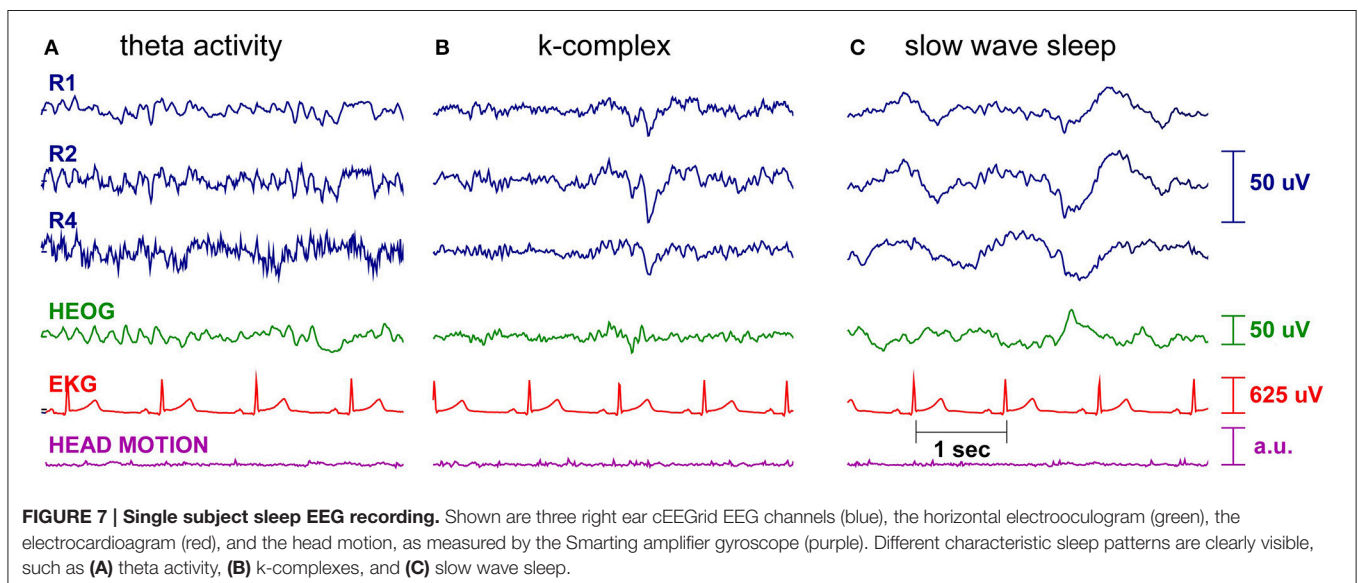 A theta activity
B k-complex
C slow wave sleep
R1
R2
50 uV
R4
HEOG
50 uV
EKG
625 uV
HEAD MOTION
1 sec
a.u.
FIGURE 7 | Single subject sleep EEG recording. Shown are three right ear cEEGrid EEG channels (blue), the horizontal electrooculogram (green), the
electrocardioagram (red), and the head motion, as measured by the Smarting amplifier gyroscope (purple). Different characteristic sleep patterns are clearly visible,
such as (A) theta activity, (B) k-complexes, and (C) slow wave sleep.